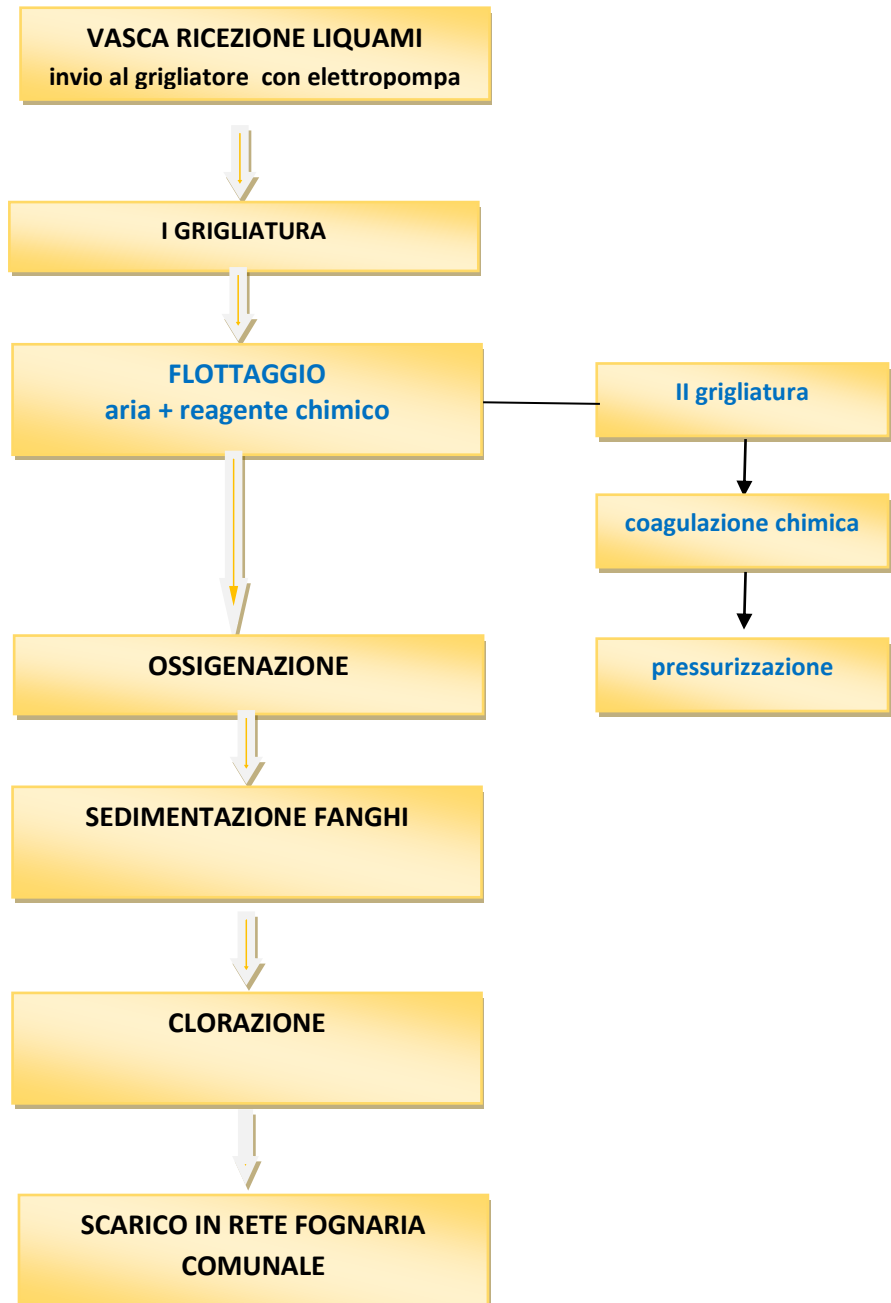 VASCA RICEZIONE LIQUAMI
invio al grigliatore con elettropompa
I GRIGLIATURA
FLOTTAGGIO
aria + reagente chimico
II grigliatura
coagulazione chimica
pressurizzazione
OSSIGENAZIONE
SEDIMENTAZIONE FANGHI
CLORAZIONE
SCARICO IN RETE FOGNARIA
COMUNALE